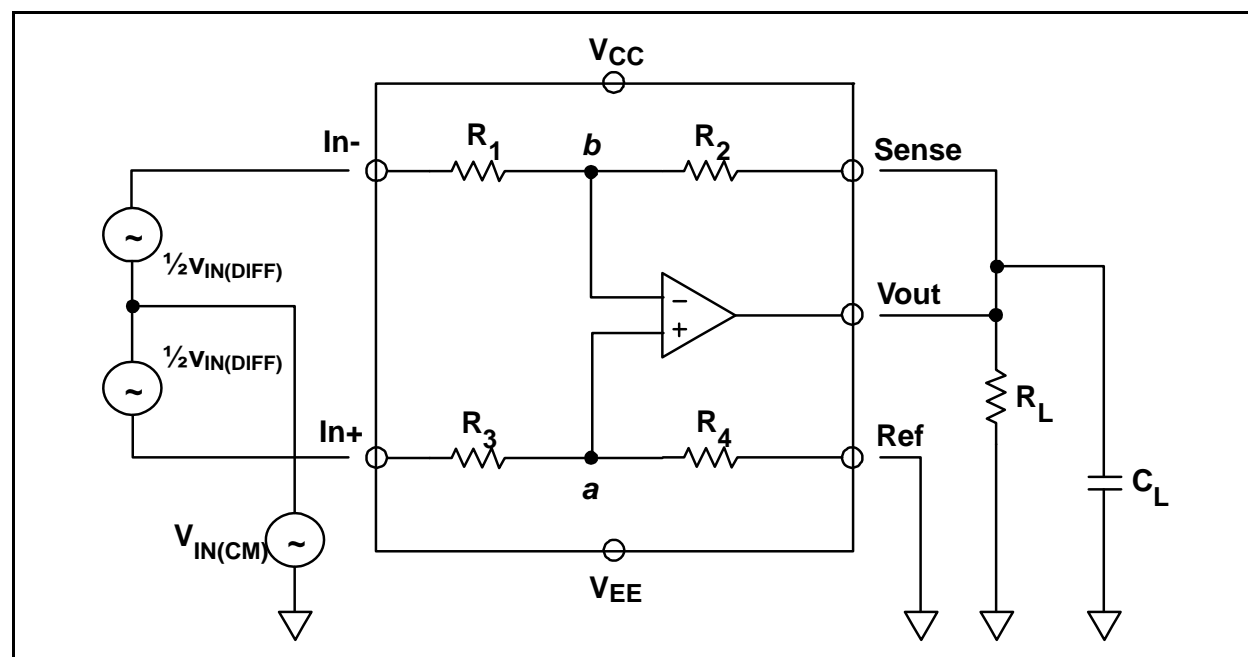 VCC
In-
R1
b
R2
Sense
~
½vIN(DIFF)
−
Vout
+
½vIN(DIFF)
~
RL
In+
R3
R4
Ref
a
CL
VIN(CM)
~
VEE